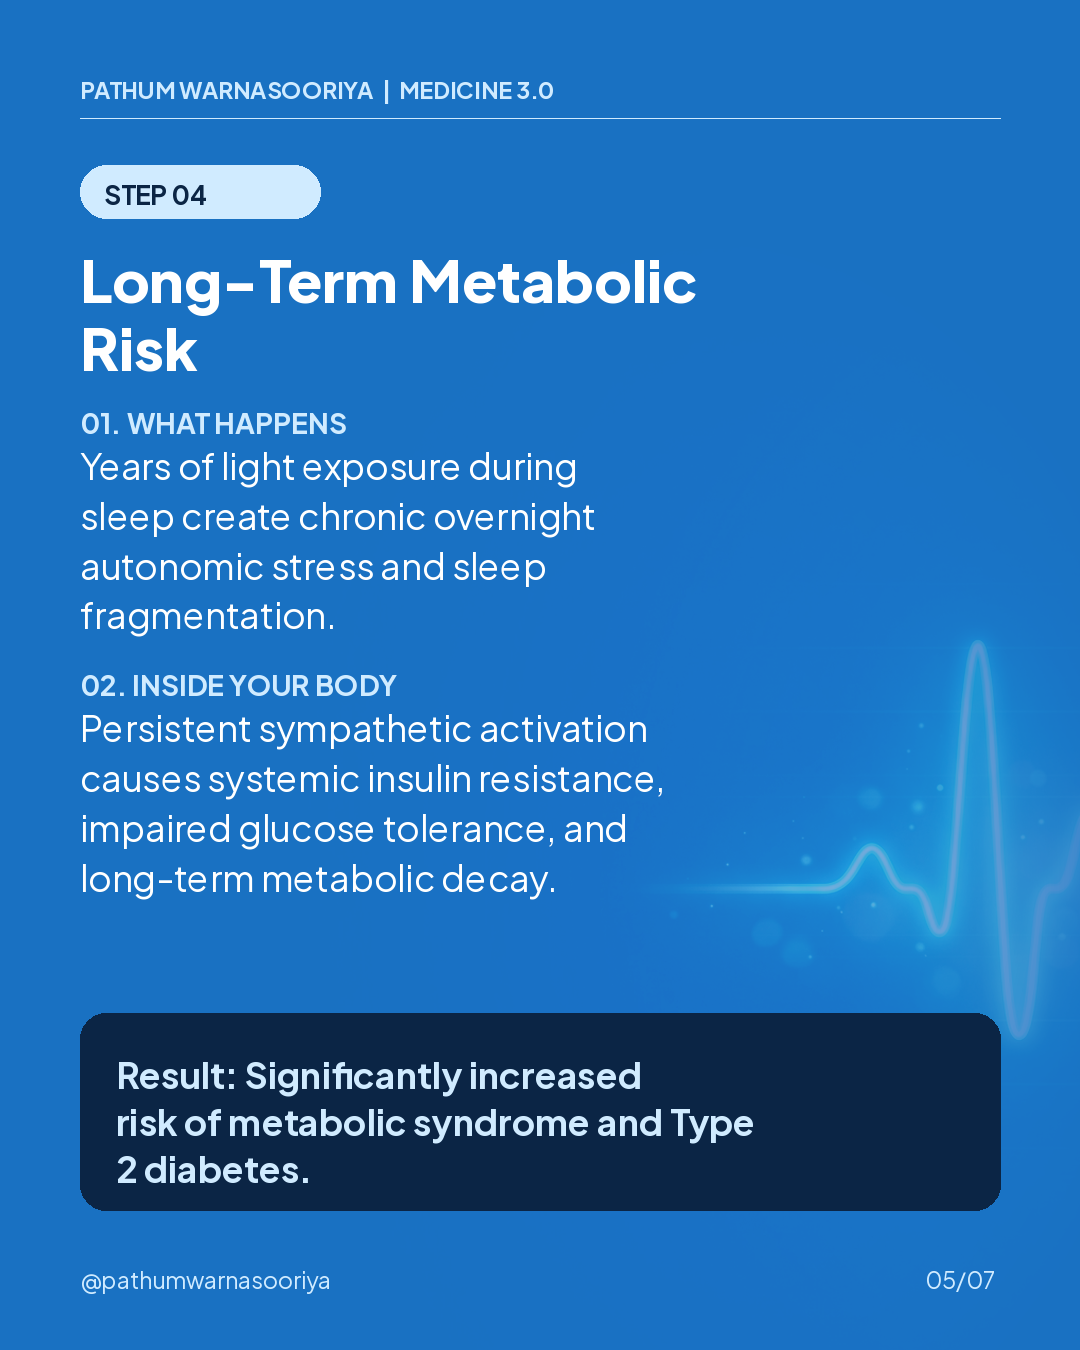 PATHUM WARNASOORIYA | MEDICINE 3.0
STEP 04
Long-Term Metabolic
Risk
01. WHAT HAPPENS
Years of light exposure during
sleep create chronic overnight
autonomic stress and sleep
fragmentation.
02. INSIDE YOUR BODY
Persistent sympathetic activation
causes systemic insulin resistance,
impaired glucose tolerance, and
long-term metabolic decay.
Result: Significantly increased
risk of metabolic syndrome and Type
2 diabetes.
@pathumwarnasooriya
05/07